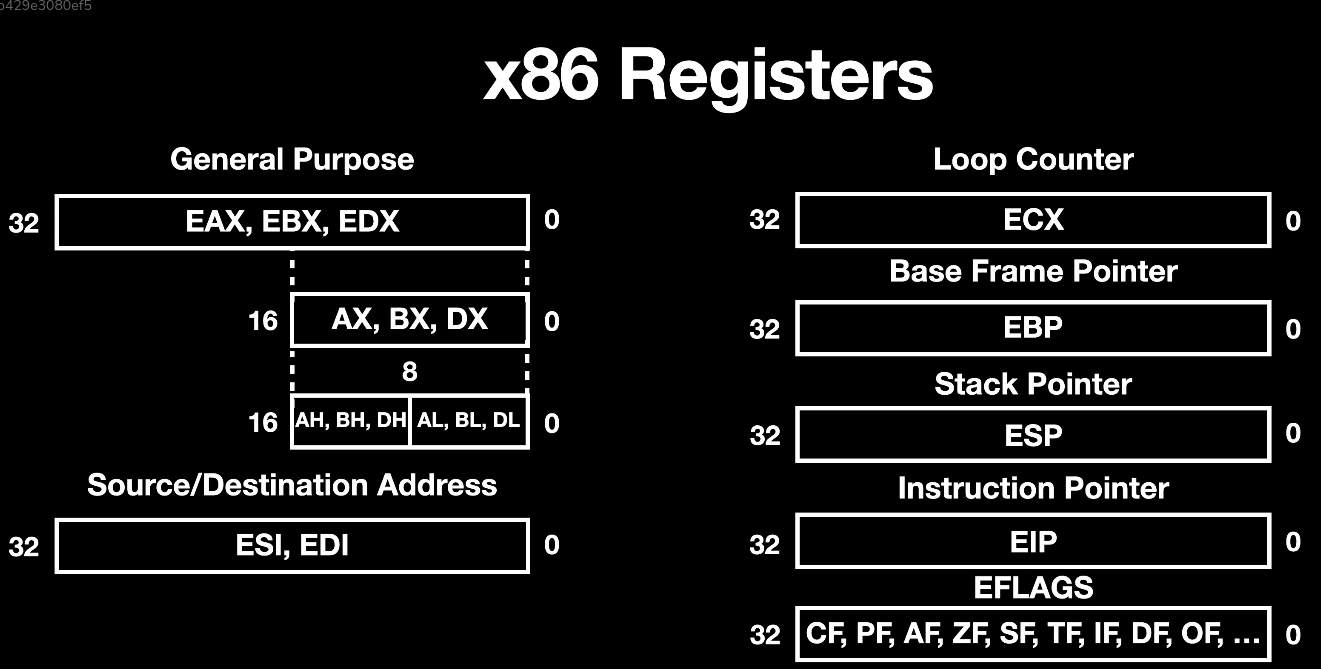 b429e3080ef5
x86 Registers
General Purpose
32 EAX, EBX, EDX 0
16 AX, BX, DX 0
8
16 AH, BH, DH AL, BL, DL 0
Source/Destination Address
32 ESI, EDI 0
Loop Counter
32 ECX 0
Base Frame Pointer
32 EBP 0
Stack Pointer
32 ESP 0
Instruction Pointer
32 EIP 0
EFLAGS
32 CF, PF, AF, ZF, SF, TF, IF, DF, OF, ... 0